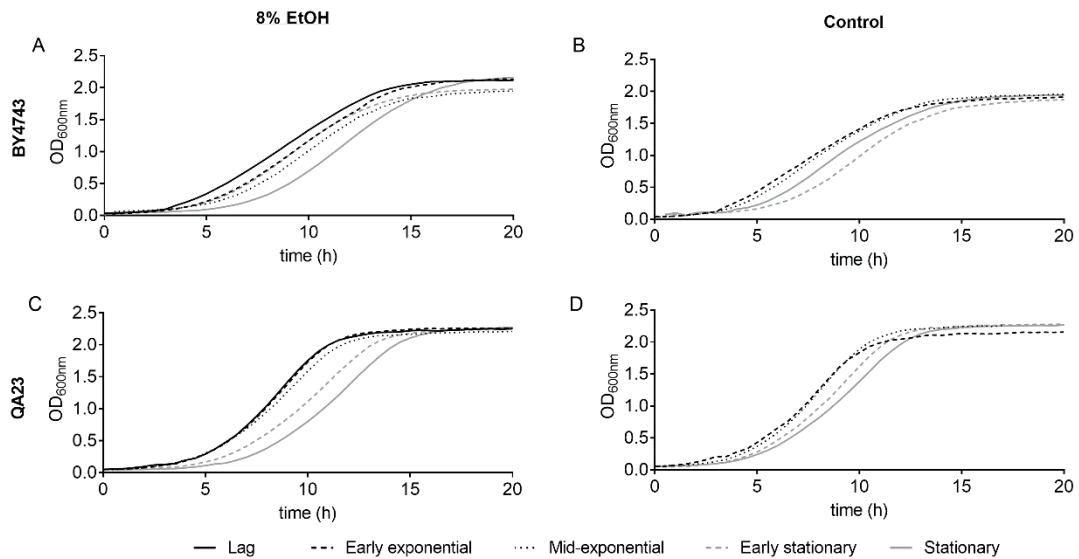 8% EtOH
Control
A
B
BY4743
OD600nm
2.5
2.0
1.5
1.0
0.5
0.0
0 5 10 15 20
time (h)
OD600nm
2.5
2.0
1.5
1.0
0.5
0.0
0 5 10 15 20
time (h)
C
D
QA23
OD600nm
2.5
2.0
1.5
1.0
0.5
0.0
0 5 10 15 20
time (h)
OD600nm
2.5
2.0
1.5
1.0
0.5
0.0
0 5 10 15 20
time (h)
Lag Early exponential Mid-exponential Early stationary Stationary